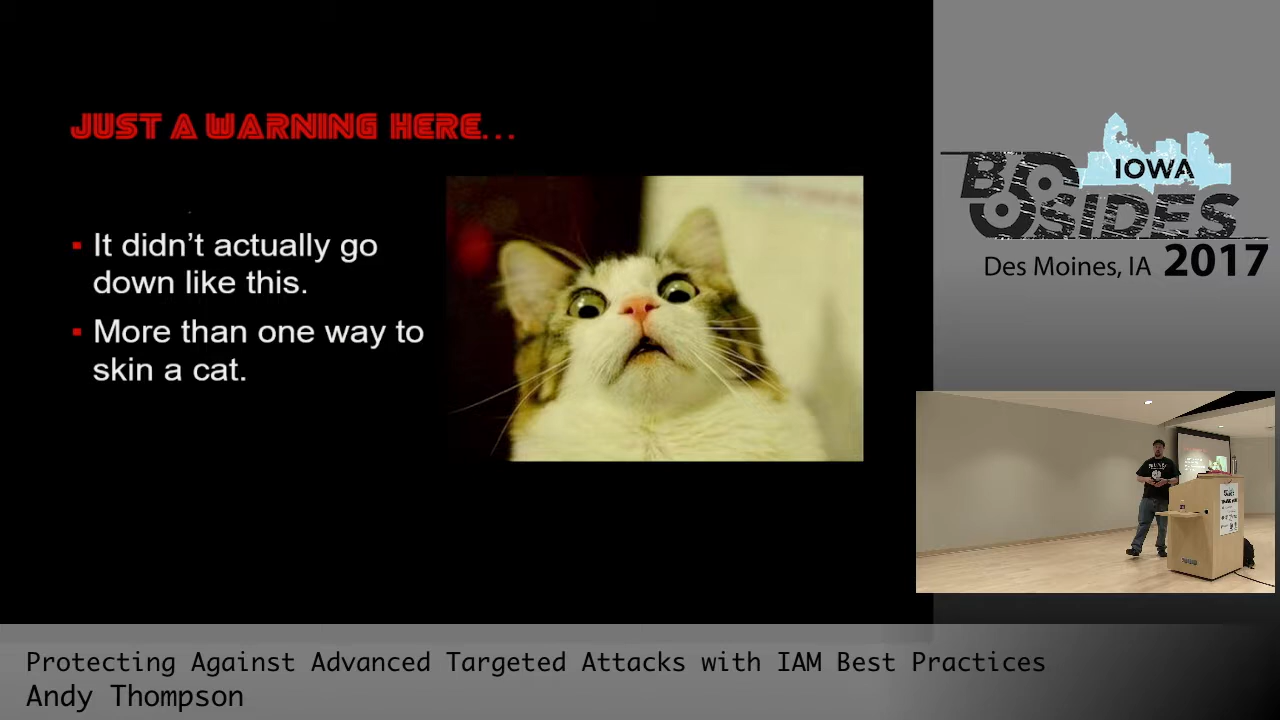 JUST A WARNING HERE...
▪ It didn't actually go
down like this.
▪ More than one way to
skin a cat.
IOWA
BSIDES
Des Moines, IA 2017
Protecting Against Advanced Targeted Attacks with IAM Best Practices
Andy Thompson